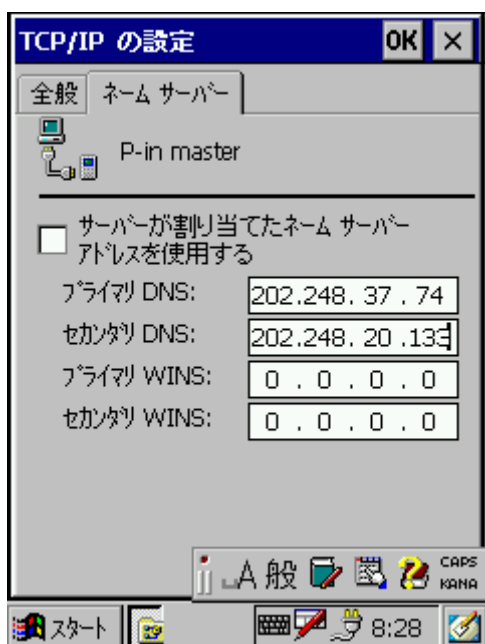 TCP/IP の設定 OK ×
全般 ネーム サーバー
P-in master
サーバーが割り当てたネーム サーバー
アドレスを使用する
プライマリ DNS: 202.248. 37 . 74
セカンダリ DNS: 202.248. 20 .133
プライマリ WINS: 0 . 0 . 0 . 0
セカンダリ WINS: 0 . 0 . 0 . 0
A 般 CAPS
KANA
スタート 8:28